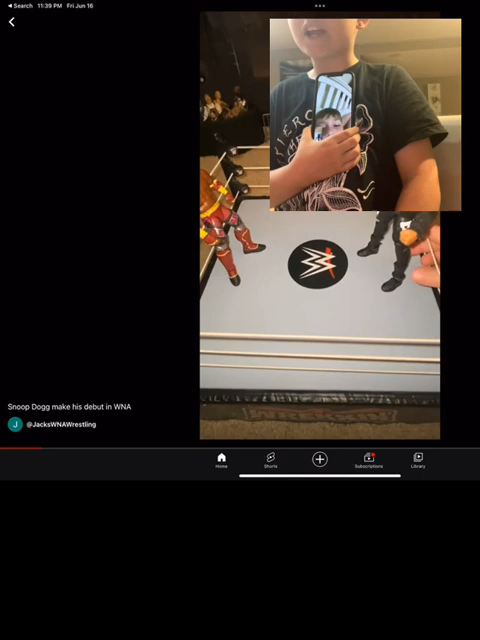 Search 11:39 PM Fri Jun 16
Snoop Dogg make his debut in WNA
J @JacksWNAWrestling
Home Shorts Subscriptions Library